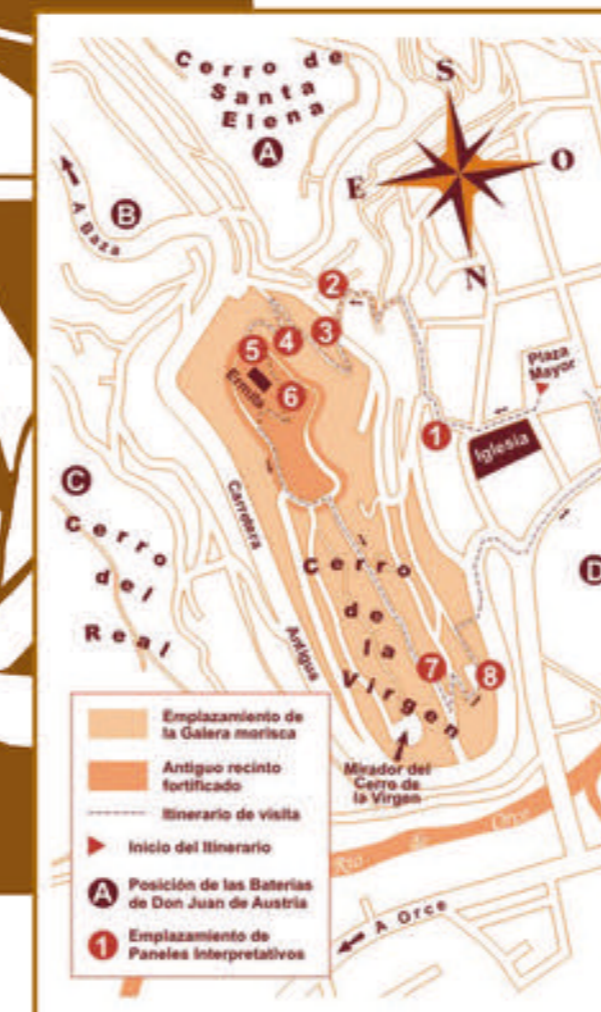 Cerro de
Santa
Elena
A
S
E
O
N
B
A Baza
2
3
4
5
6
Ermita
Plaza
Mayor
1
Iglesia
C
Cerro
del
Real
Carretera
Antigua
Cerro
de
la
Virgen
D
7
8
Mirador del
Cerro de
la Virgen
Río de Orce
A Orce
Emplazamiento de
la Galera morisca
Antiguo recinto
fortificado
Itinerario de visita
Inicio del Itinerario
A
Posición de las Baterías
de Don Juan de Austria
1
Emplazamiento de
Paneles Interpretativos